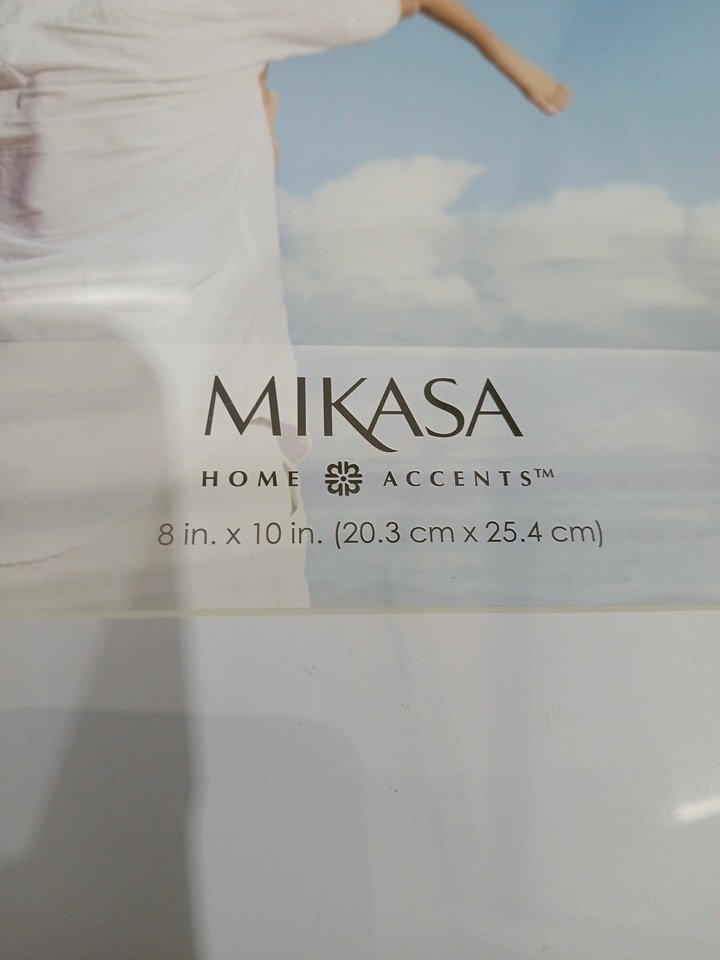 MIKASA
HOME ACCENTS™
8 in. x 10 in. (20.3 cm x 25.4 cm)